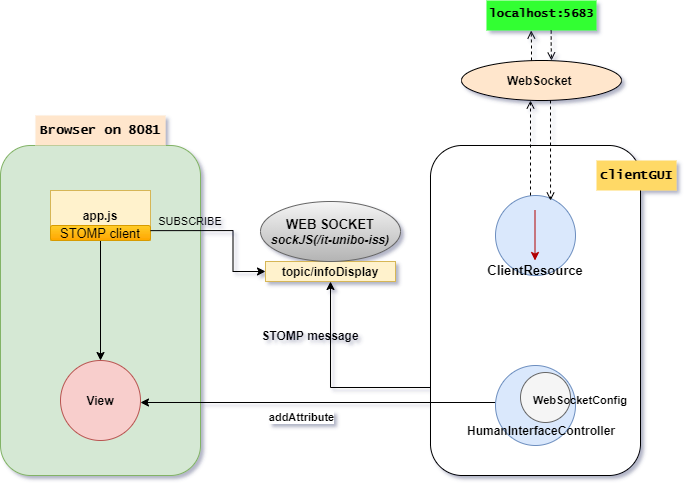 localhost:5683
WebSocket
Browser on 8081
clientGUI
app.js
STOMP client
SUBSCRIBE
WEB SOCKET
sockJS(/it-unibo-iss)
topic/infoDisplay
ClientResource
STOMP message
View
addAttribute
WebSocketConfig
HumanInterfaceController